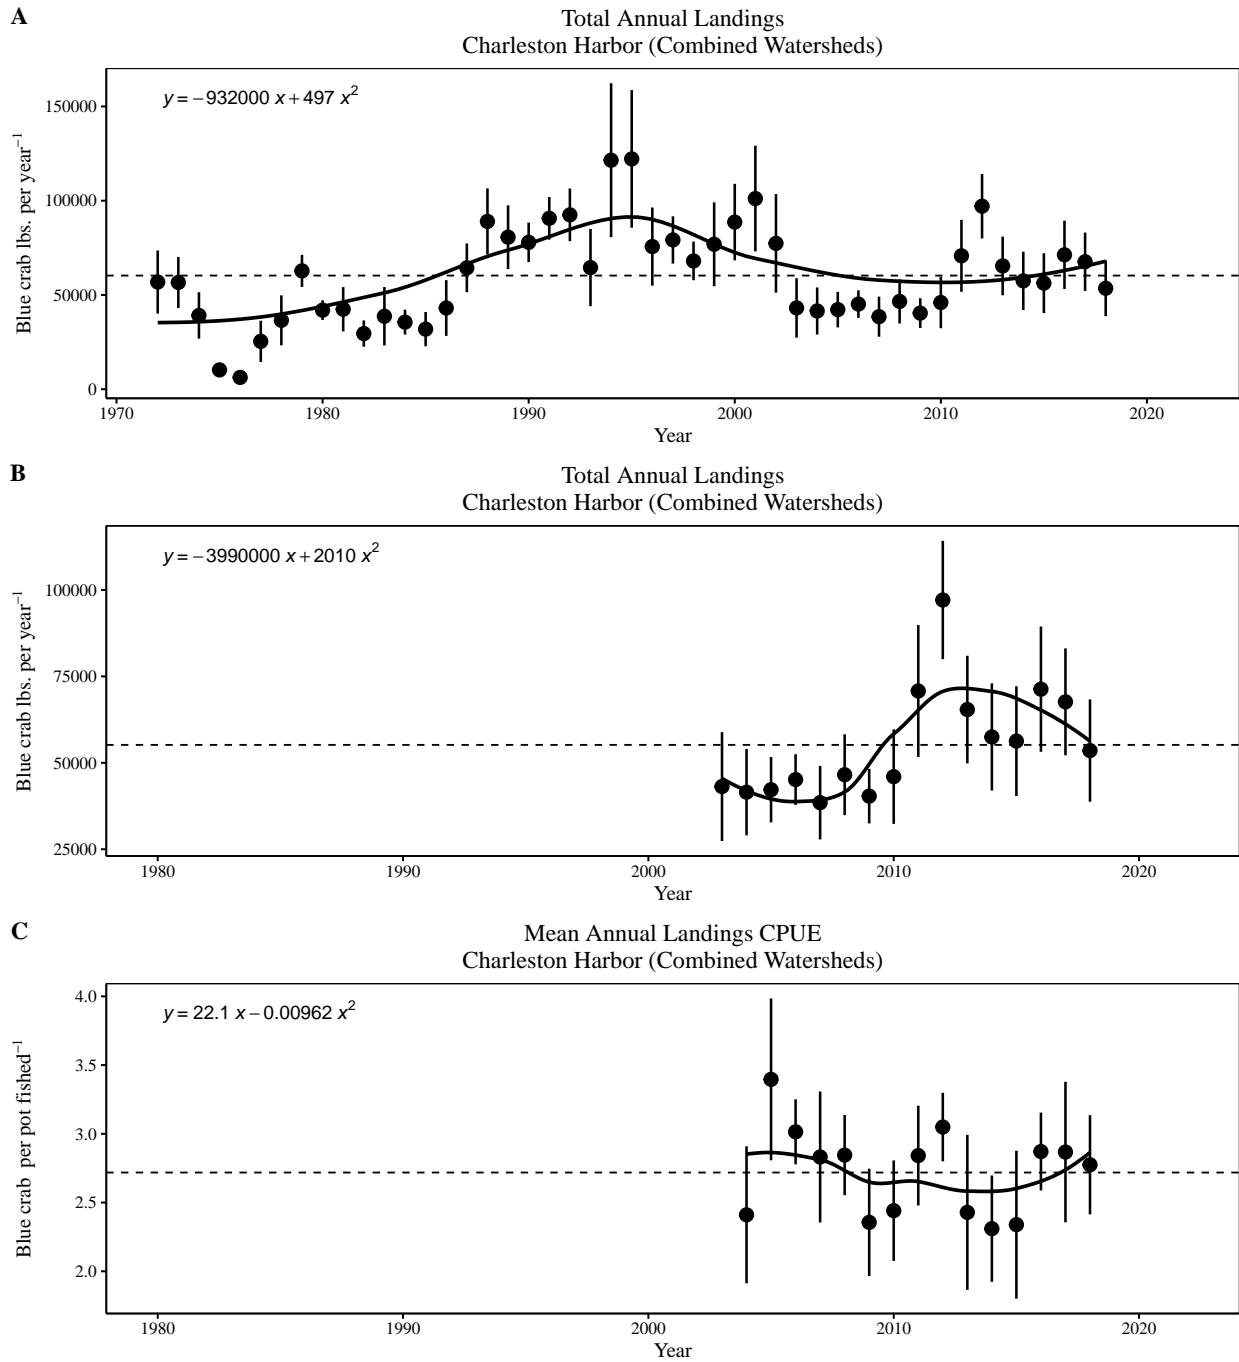 A
Total Annual Landings
Charleston Harbor (Combined Watersheds)
y = −932000 x + 497 x²
Blue crab lbs. per year⁻¹
150000
100000
50000
0
1970 1980 1990 2000 2010 2020
Year
B
Total Annual Landings
Charleston Harbor (Combined Watersheds)
y = −3990000 x + 2010 x²
Blue crab lbs. per year⁻¹
100000
75000
50000
25000
1980 1990 2000 2010 2020
Year
C
Mean Annual Landings CPUE
Charleston Harbor (Combined Watersheds)
y = 22.1 x − 0.00962 x²
Blue crab  per pot fished⁻¹
4.0
3.5
3.0
2.5
2.0
1980 1990 2000 2010 2020
Year